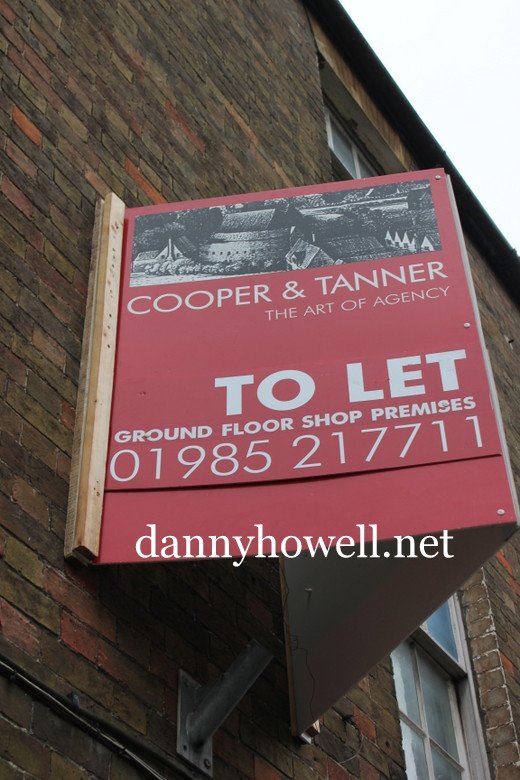 COOPER & TANNER
THE ART OF AGENCY
TO LET
GROUND FLOOR SHOP PREMISES
01985 217711
dannyhowell.net